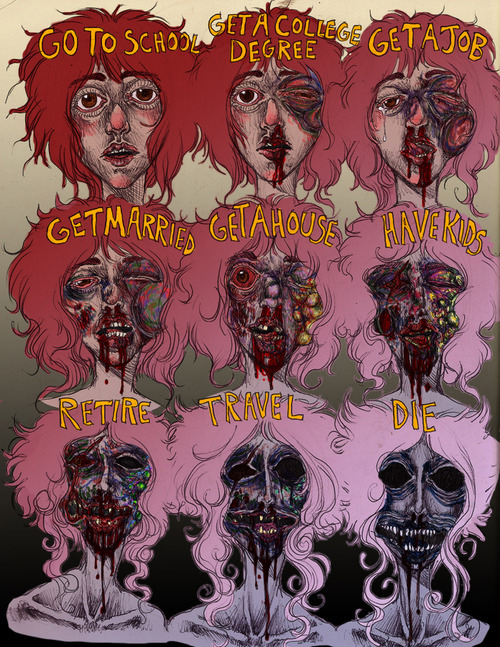 GO TO SCHOOL
GET A COLLEGE
DEGREE
GET A JOB
GET MARRIED
GET A HOUSE
HAVE KIDS
RETIRE
TRAVEL
DIE